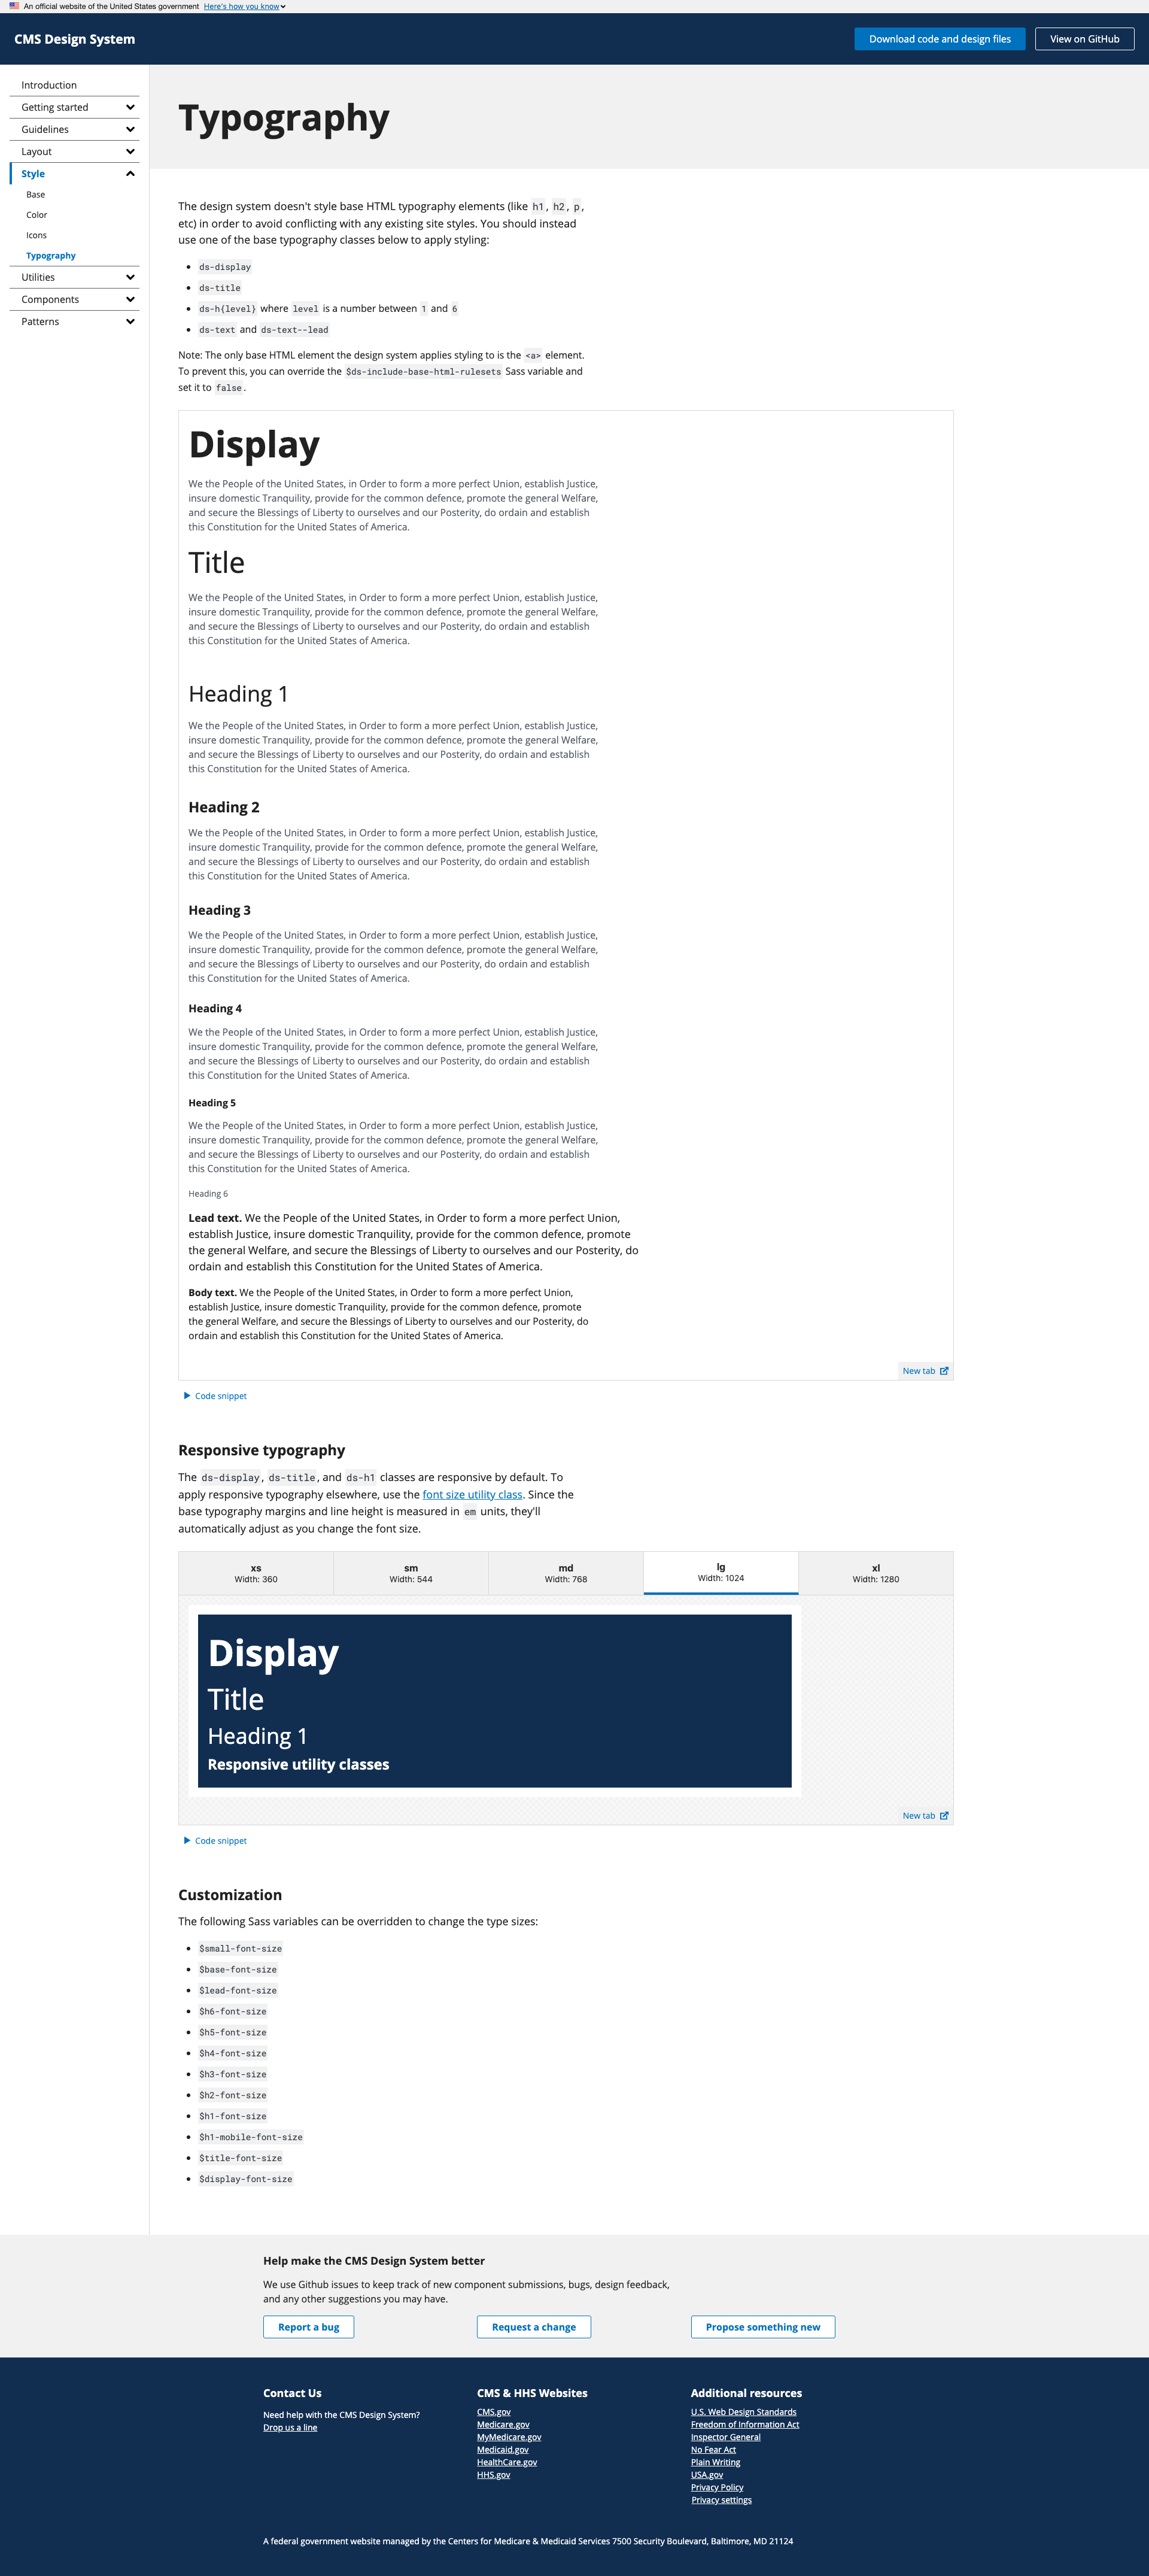 An official website of the United States government Here's how you know
CMS Design System
Download code and design files
View on GitHub
Introduction
Getting started
Guidelines
Layout
Style
Base
Color
Icons
Typography
Utilities
Components
Patterns
Typography
The design system doesn't style base HTML typography elements (like h1, h2, p,
etc) in order to avoid conflicting with any existing site styles. You should instead
use one of the base typography classes below to apply styling:
ds-display
ds-title
ds-h{level} where level is a number between 1 and 6
ds-text and ds-text--lead
Note: The only base HTML element the design system applies styling to is the <a> element.
To prevent this, you can override the $ds-include-base-html-rulesets Sass variable and
set it to false.
Display
We the People of the United States, in Order to form a more perfect Union, establish Justice,
insure domestic Tranquility, provide for the common defence, promote the general Welfare,
and secure the Blessings of Liberty to ourselves and our Posterity, do ordain and establish
this Constitution for the United States of America.
Title
We the People of the United States, in Order to form a more perfect Union, establish Justice,
insure domestic Tranquility, provide for the common defence, promote the general Welfare,
and secure the Blessings of Liberty to ourselves and our Posterity, do ordain and establish
this Constitution for the United States of America.
Heading 1
We the People of the United States, in Order to form a more perfect Union, establish Justice,
insure domestic Tranquility, provide for the common defence, promote the general Welfare,
and secure the Blessings of Liberty to ourselves and our Posterity, do ordain and establish
this Constitution for the United States of America.
Heading 2
We the People of the United States, in Order to form a more perfect Union, establish Justice,
insure domestic Tranquility, provide for the common defence, promote the general Welfare,
and secure the Blessings of Liberty to ourselves and our Posterity, do ordain and establish
this Constitution for the United States of America.
Heading 3
We the People of the United States, in Order to form a more perfect Union, establish Justice,
insure domestic Tranquility, provide for the common defence, promote the general Welfare,
and secure the Blessings of Liberty to ourselves and our Posterity, do ordain and establish
this Constitution for the United States of America.
Heading 4
We the People of the United States, in Order to form a more perfect Union, establish Justice,
insure domestic Tranquility, provide for the common defence, promote the general Welfare,
and secure the Blessings of Liberty to ourselves and our Posterity, do ordain and establish
this Constitution for the United States of America.
Heading 5
We the People of the United States, in Order to form a more perfect Union, establish Justice,
insure domestic Tranquility, provide for the common defence, promote the general Welfare,
and secure the Blessings of Liberty to ourselves and our Posterity, do ordain and establish
this Constitution for the United States of America.
Heading 6
Lead text. We the People of the United States, in Order to form a more perfect Union,
establish Justice, insure domestic Tranquility, provide for the common defence, promote
the general Welfare, and secure the Blessings of Liberty to ourselves and our Posterity, do
ordain and establish this Constitution for the United States of America.
Body text. We the People of the United States, in Order to form a more perfect Union,
establish Justice, insure domestic Tranquility, provide for the common defence, promote
the general Welfare, and secure the Blessings of Liberty to ourselves and our Posterity, do
ordain and establish this Constitution for the United States of America.
New tab
Code snippet
Responsive typography
The ds-display, ds-title, and ds-h1 classes are responsive by default. To
apply responsive typography elsewhere, use the font size utility class. Since the
base typography margins and line height is measured in em units, they'll
automatically adjust as you change the font size.
xs
Width: 360
sm
Width: 544
md
Width: 768
lg
Width: 1024
xl
Width: 1280
Display
Title
Heading 1
Responsive utility classes
New tab
Code snippet
Customization
The following Sass variables can be overridden to change the type sizes:
$small-font-size
$base-font-size
$lead-font-size
$h6-font-size
$h5-font-size
$h4-font-size
$h3-font-size
$h2-font-size
$h1-font-size
$h1-mobile-font-size
$title-font-size
$display-font-size
Help make the CMS Design System better
We use Github issues to keep track of new component submissions, bugs, design feedback,
and any other suggestions you may have.
Report a bug
Request a change
Propose something new
Contact Us
Need help with the CMS Design System?
Drop us a line
CMS & HHS Websites
CMS.gov
Medicare.gov
MyMedicare.gov
Medicaid.gov
HealthCare.gov
HHS.gov
Additional resources
U.S. Web Design Standards
Freedom of Information Act
Inspector General
No Fear Act
Plain Writing
USA.gov
Privacy Policy
Privacy settings
A federal government website managed by the Centers for Medicare & Medicaid Services 7500 Security Boulevard, Baltimore, MD 21124